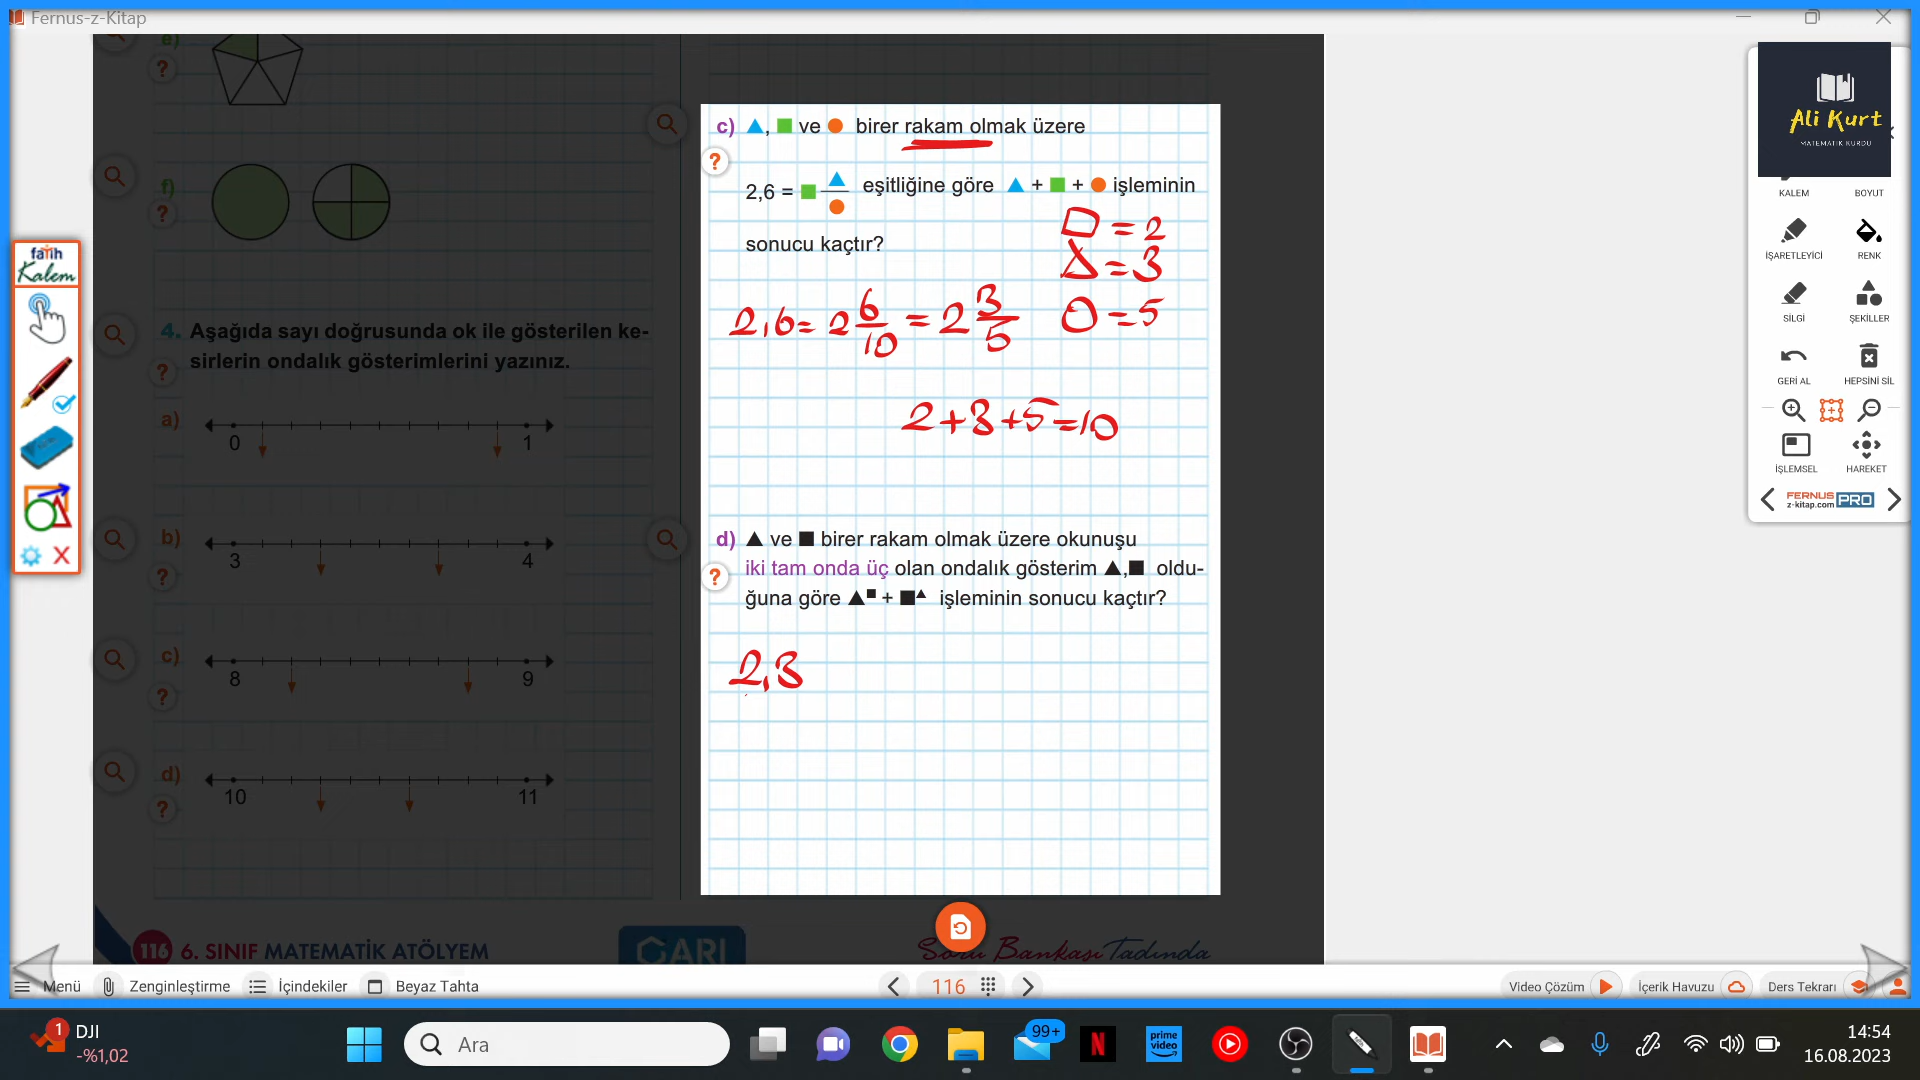 Fernus-z-Kitap
e)
?
f)
?
4. Aşağıda sayı doğrusunda ok ile gösterilen ke-
sirlerin ondalık gösterimlerini yazınız.
?
a)
0 1
b)
3 4
?
c)
8 9
?
d)
10 11
?
116 6. SINIF MATEMATİK ATÖLYEM
Soru Bankası Tadında
c) ▲, ■ ve ● birer rakam olmak üzere
?
2,6 = ■ ▲/● eşitliğine göre ▲ + ■ + ● işleminin
sonucu kaçtır?
□ = 2
△ = 3
O = 5
2,6 = 2 6/10 = 2 3/5
2+3+5=10
d) ▲ ve ■ birer rakam olmak üzere okunuşu
?
iki tam onda üç olan ondalık gösterim ▲,■ oldu-
ğuna göre ▲■ + ■▲ işleminin sonucu kaçtır?
2,3
fatih
Kalem
Ali Kurt
MATEMATİK KURDU
KALEM BOYUT
İŞARETLEYİCİ RENK
SİLGİ ŞEKİLLER
GERİ AL HEPSİNİ SİL
İŞLEMSEL HAREKET
FERNUS PRO
z-kitap.com
Menü Zenginleştirme İçindekiler Beyaz Tahta
116
Video Çözüm İçerik Havuzu Ders Tekrarı
1
DJI
-%1,02
Ara
99+
N
prime
video
14:54
16.08.2023